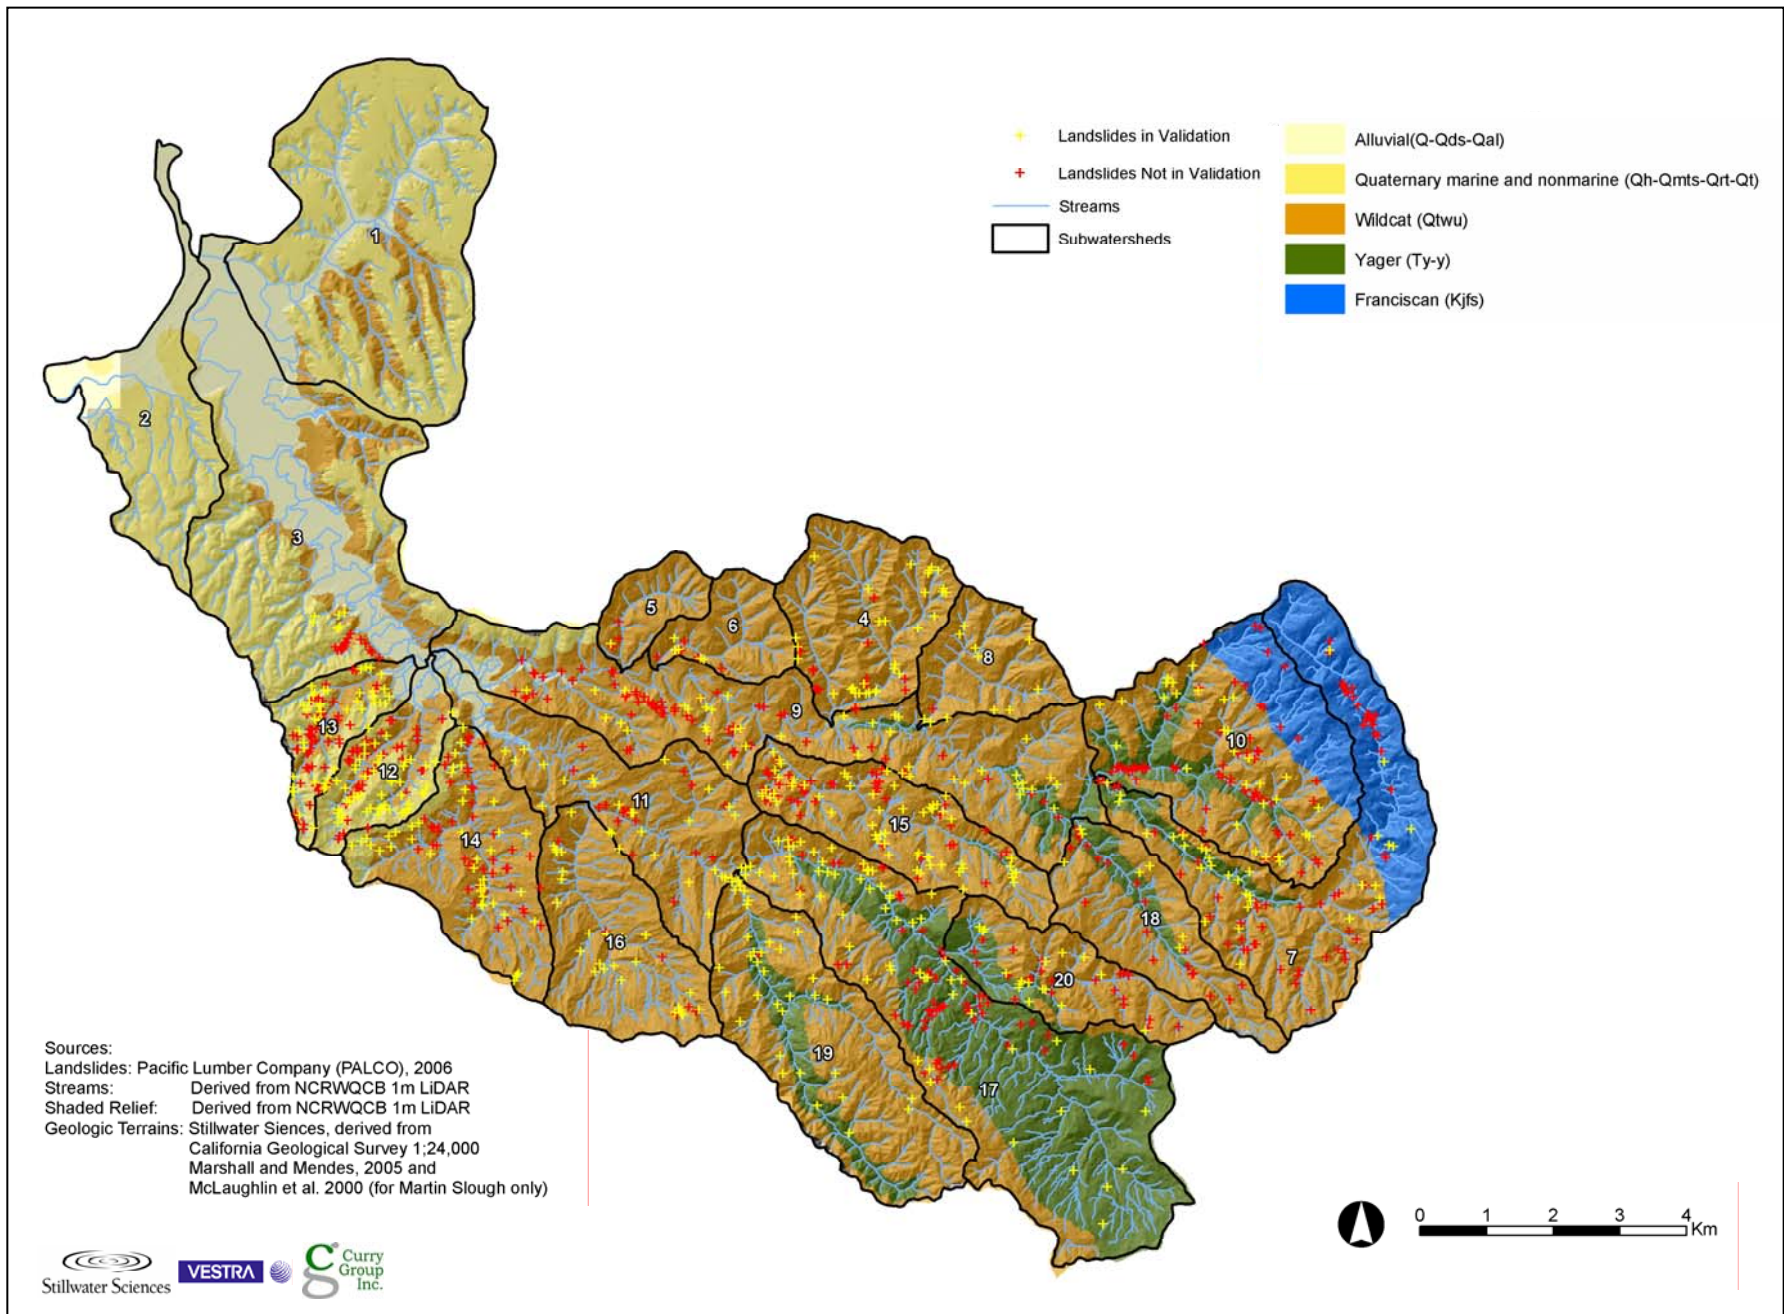 Landslides in Validation
Landslides Not in Validation
Streams
Subwatersheds
Alluvial(Q-Qds-Qal)
Quaternary marine and nonmarine (Qh-Qmts-Qrt-Qt)
Wildcat (Qtwu)
Yager (Ty-y)
Franciscan (Kjfs)
1
2
3
5
6
4
8
9
13
12
11
10
14
15
16
18
7
20
19
17
Sources:
Landslides: Pacific Lumber Company (PALCO), 2006
Streams: Derived from NCRWQCB 1m LiDAR
Shaded Relief: Derived from NCRWQCB 1m LiDAR
Geologic Terrains: Stillwater Siences, derived from
California Geological Survey 1;24,000
Marshall and Mendes, 2005 and
McLaughlin et al. 2000 (for Martin Slough only)
0 1 2 3 4
Km
Stillwater Sciences
VESTRA
Curry
Group
Inc.